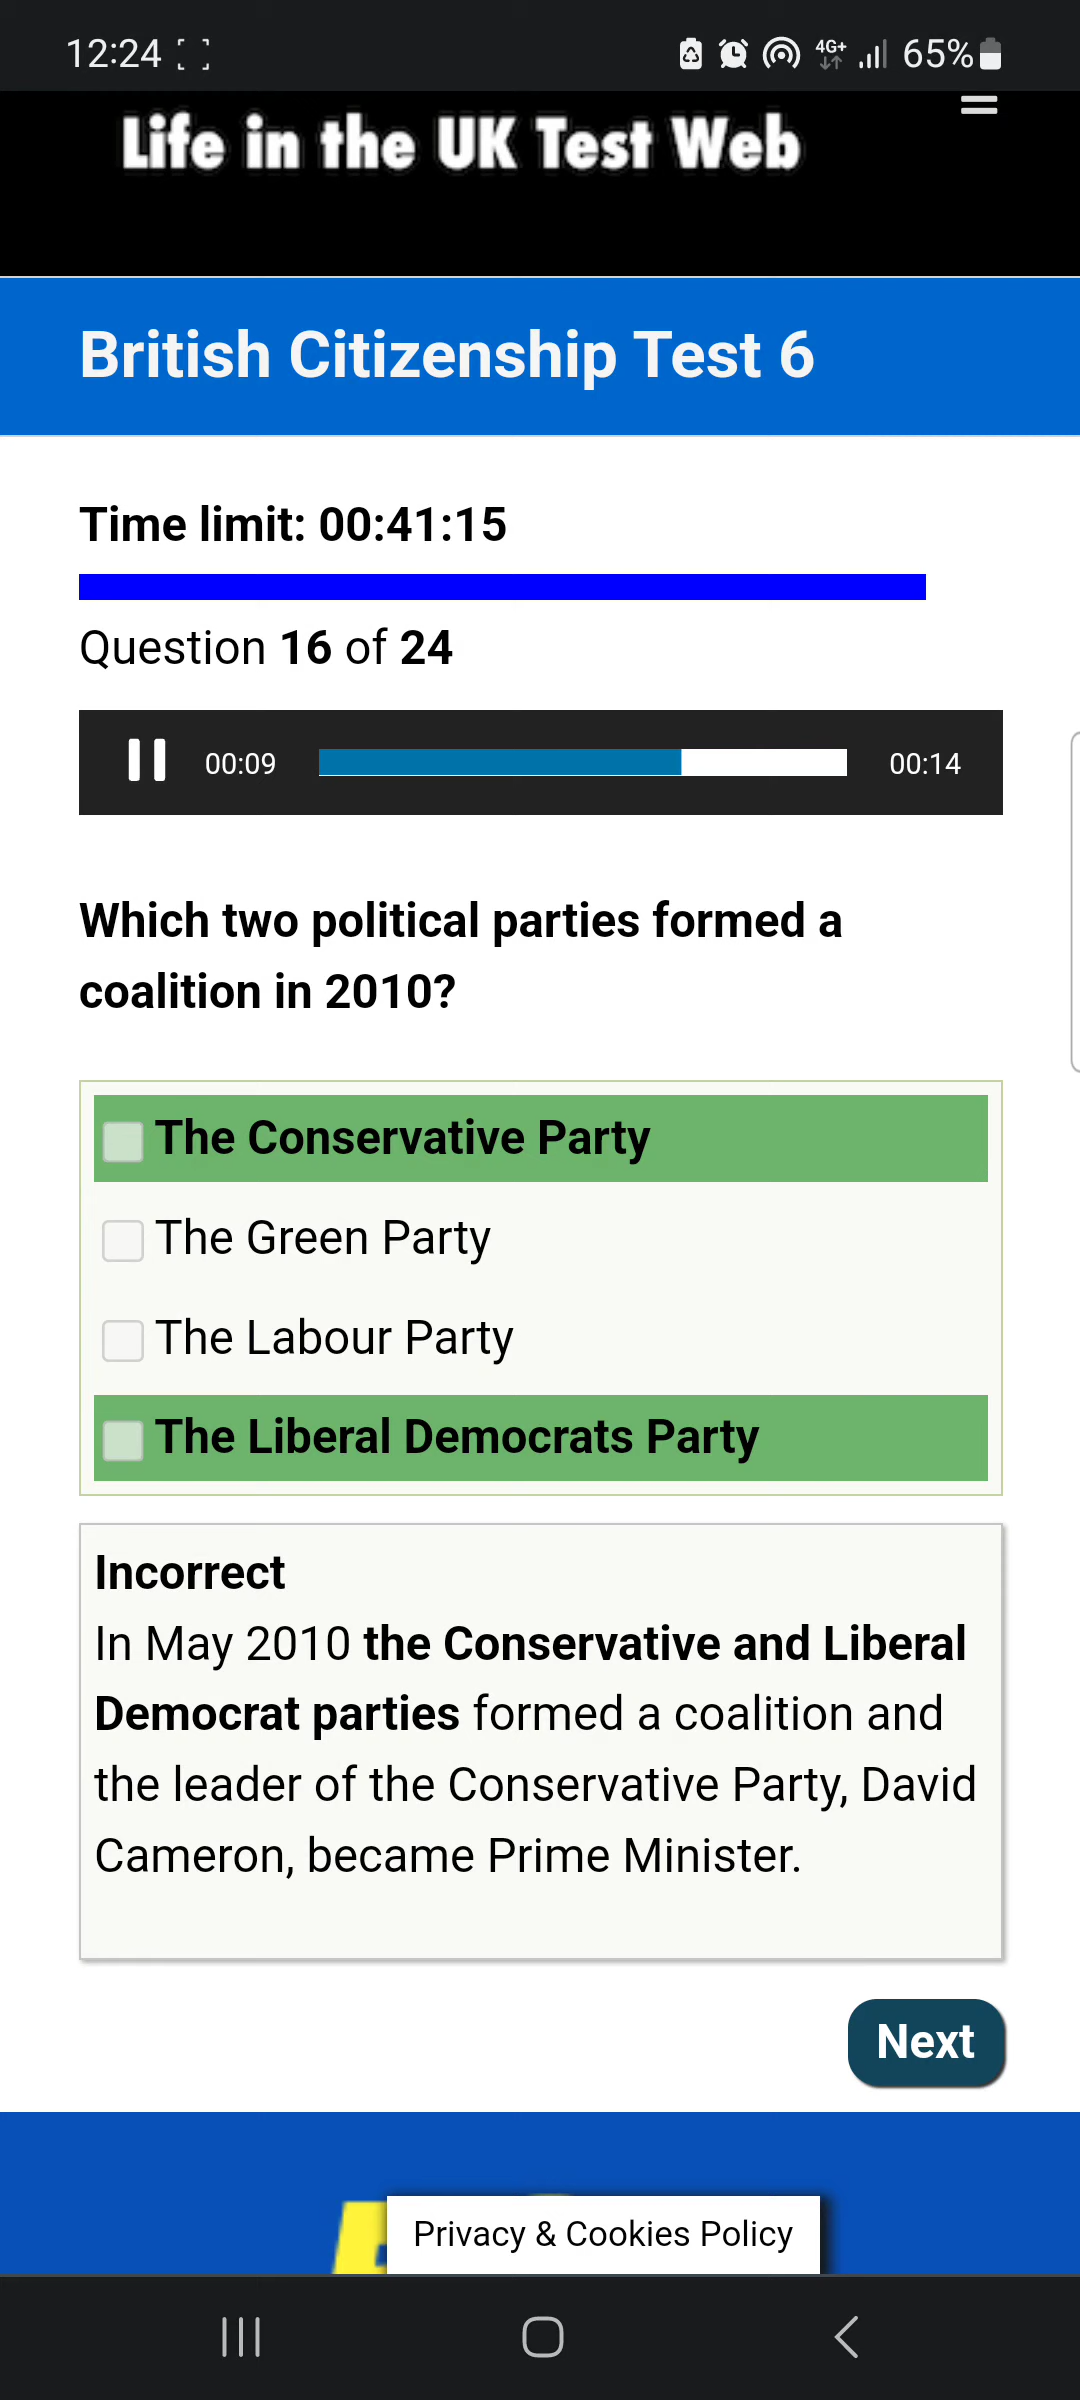 12:24
4G+
65%
Life in the UK Test Web
British Citizenship Test 6
Time limit: 00:41:15
Question 16 of 24
00:09
00:14
Which two political parties formed a
coalition in 2010?
The Conservative Party
The Green Party
The Labour Party
The Liberal Democrats Party
Incorrect
In May 2010 the Conservative and Liberal
Democrat parties formed a coalition and
the leader of the Conservative Party, David
Cameron, became Prime Minister.
Next
Privacy & Cookies Policy